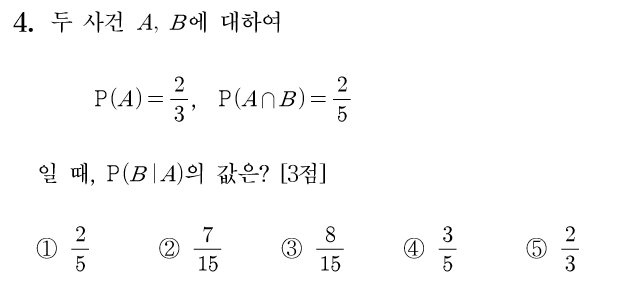 4. 두 사건 A, B에 대하여
P(A)=2/3, P(A∩B)=2/5
일 때, P(B|A)의 값은? [3점]
① 2/5 ② 7/15 ③ 8/15 ④ 3/5 ⑤ 2/3